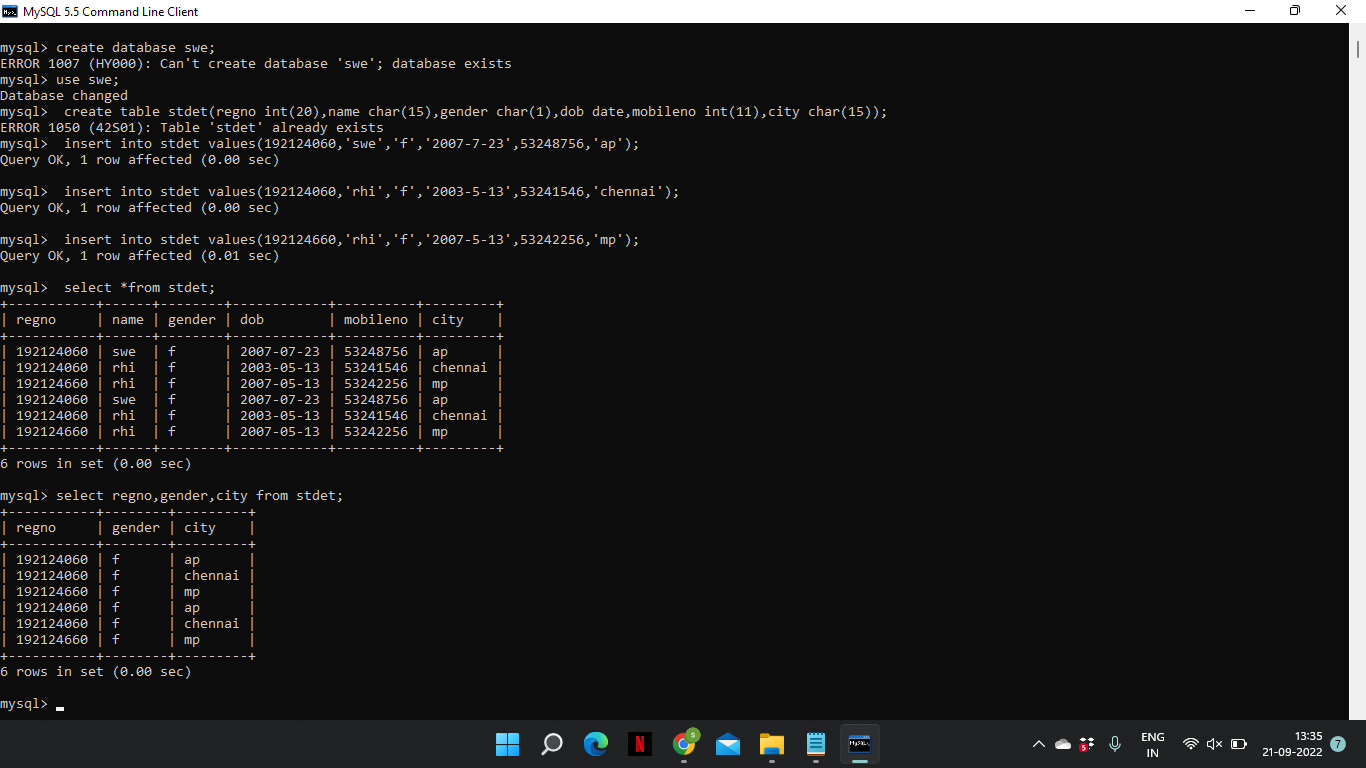 MySQL 5.5 Command Line Client
mysql> create database swe;
ERROR 1007 (HY000): Can't create database 'swe'; database exists
mysql> use swe;
Database changed
mysql>  create table stdet(regno int(20),name char(15),gender char(1),dob date,mobileno int(11),city char(15));
ERROR 1050 (42S01): Table 'stdet' already exists
mysql>  insert into stdet values(192124060,'swe','f','2007-7-23',53248756,'ap');
Query OK, 1 row affected (0.00 sec)
mysql>  insert into stdet values(192124060,'rhi','f','2003-5-13',53241546,'chennai');
Query OK, 1 row affected (0.00 sec)
mysql>  insert into stdet values(192124660,'rhi','f','2007-5-13',53242256,'mp');
Query OK, 1 row affected (0.01 sec)
mysql>  select *from stdet;
+-----------+------+--------+------------+----------+---------+
| regno     | name | gender | dob        | mobileno | city    |
+-----------+------+--------+------------+----------+---------+
| 192124060 | swe  | f      | 2007-07-23 | 53248756 | ap      |
| 192124060 | rhi  | f      | 2003-05-13 | 53241546 | chennai |
| 192124660 | rhi  | f      | 2007-05-13 | 53242256 | mp      |
| 192124060 | swe  | f      | 2007-07-23 | 53248756 | ap      |
| 192124060 | rhi  | f      | 2003-05-13 | 53241546 | chennai |
| 192124660 | rhi  | f      | 2007-05-13 | 53242256 | mp      |
+-----------+------+--------+------------+----------+---------+
6 rows in set (0.00 sec)
mysql> select regno,gender,city from stdet;
+-----------+--------+---------+
| regno     | gender | city    |
+-----------+--------+---------+
| 192124060 | f      | ap      |
| 192124060 | f      | chennai |
| 192124660 | f      | mp      |
| 192124060 | f      | ap      |
| 192124060 | f      | chennai |
| 192124660 | f      | mp      |
+-----------+--------+---------+
6 rows in set (0.00 sec)
mysql> _
N
S
5
ENG
IN
13:35
21-09-2022
7